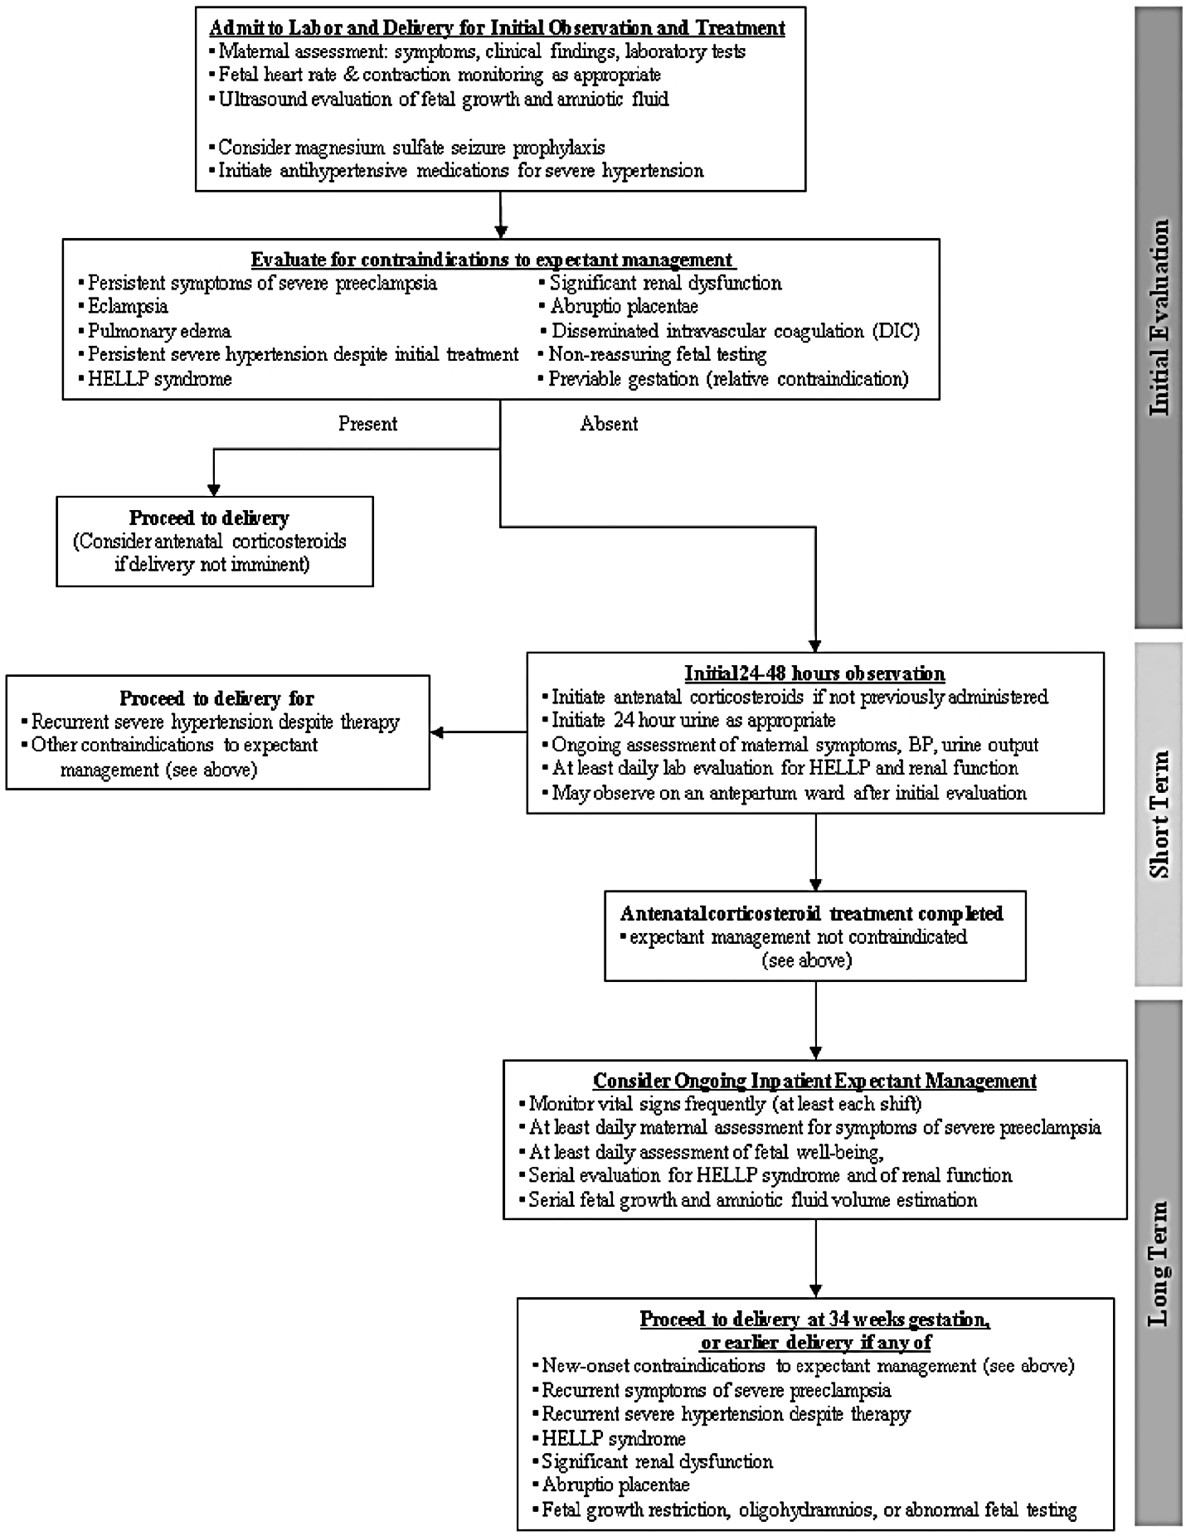 Admit to Labor and Delivery for Initial Observation and Treatment
▪ Maternal assessment: symptoms, clinical findings, laboratory tests
▪ Fetal heart rate & contraction monitoring as appropriate
▪ Ultrasound evaluation of fetal growth and amniotic fluid
▪ Consider magnesium sulfate seizure prophylaxis
▪ Initiate antihypertensive medications for severe hypertension
Evaluate for contraindications to expectant management
▪ Persistent symptoms of severe preeclampsia
▪ Eclampsia
▪ Pulmonary edema
▪ Persistent severe hypertension despite initial treatment
▪ HELLP syndrome
▪ Significant renal dysfunction
▪ Abruptio placentae
▪ Disseminated intravascular coagulation (DIC)
▪ Non-reassuring fetal testing
▪ Previable gestation (relative contraindication)
Present
Absent
Proceed to delivery
(Consider antenatal corticosteroids
if delivery not imminent)
Initial Evaluation
Initial 24-48 hours observation
▪ Initiate antenatal corticosteroids if not previously administered
▪ Initiate 24 hour urine as appropriate
▪ Ongoing assessment of maternal symptoms, BP, urine output
▪ At least daily lab evaluation for HELLP and renal function
▪ May observe on an antepartum ward after initial evaluation
Proceed to delivery for
▪ Recurrent severe hypertension despite therapy
▪ Other contraindications to expectant
management (see above)
Antenatal corticosteroid treatment completed
▪ expectant management not contraindicated
(see above)
Short Term
Consider Ongoing Inpatient Expectant Management
▪ Monitor vital signs frequently (at least each shift)
▪ At least daily maternal assessment for symptoms of severe preeclampsia
▪ At least daily assessment of fetal well-being,
▪ Serial evaluation for HELLP syndrome and of renal function
▪ Serial fetal growth and amniotic fluid volume estimation
Proceed to delivery at 34 weeks gestation,
or earlier delivery if any of
▪ New-onset contraindications to expectant management (see above)
▪ Recurrent symptoms of severe preeclampsia
▪ Recurrent severe hypertension despite therapy
▪ HELLP syndrome
▪ Significant renal dysfunction
▪ Abruptio placentae
▪ Fetal growth restriction, oligohydramnios, or abnormal fetal testing
Long Term